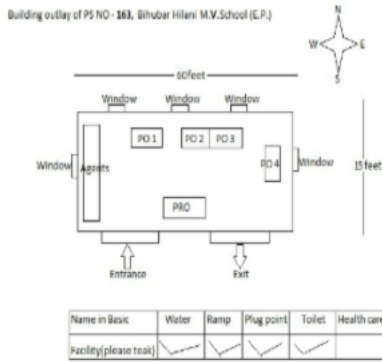 Building outlay of PS NO - 163, Bihubar Hilani M.V.School (E.P.)
N
W E
S
60feet
Window Window Window
PO 1 PO 2 PO 3
Window Agents PO 4 Window 15 feet
PRO
Entrance Exit
Name in Basic Water Ramp Plug point Toilet Health care
Facility(please teak)